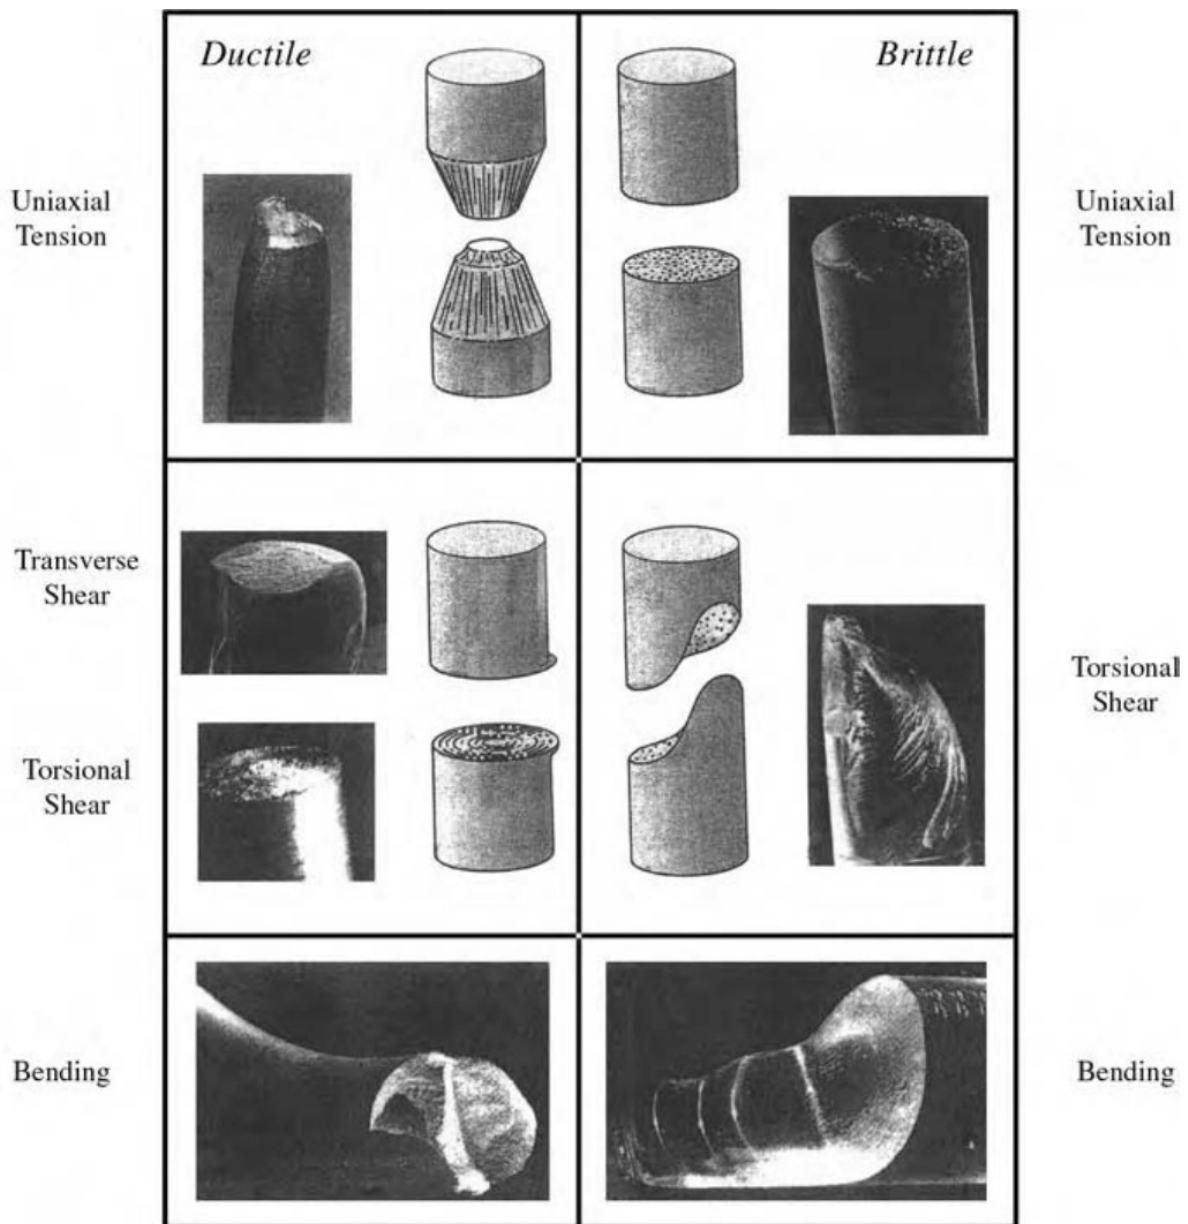 Ductile
Brittle
Uniaxial
Tension
Uniaxial
Tension
Transverse
Shear
Torsional
Shear
Torsional
Shear
Bending
Bending